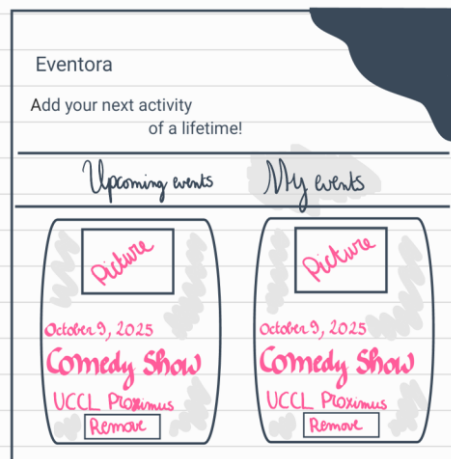 Eventora
Add your next activity
of a lifetime!
Upcoming events My events
Picture
October 9, 2025
Comedy Show
UCCL Proximus
Remove
Picture
October 9, 2025
Comedy Show
UCCL Proximus
Remove